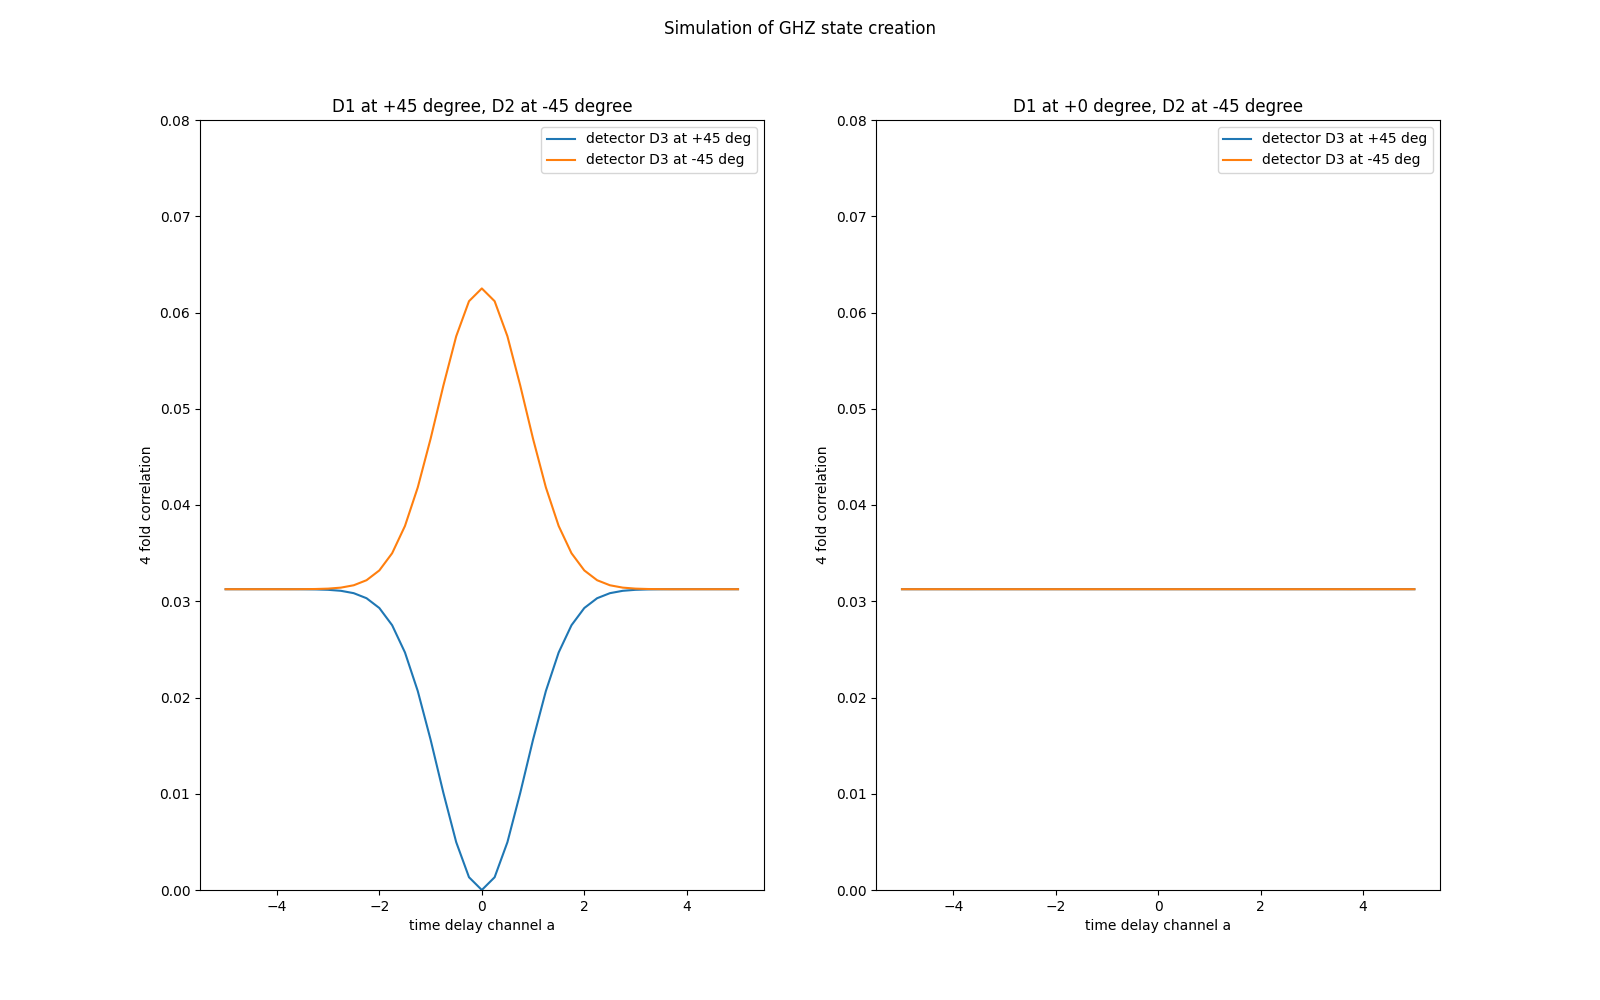 Simulation of GHZ state creation
D1 at +45 degree, D2 at -45 degree
0.08
0.07
0.06
0.05
0.04
0.03
0.02
0.01
0.00
4 fold correlation
detector D3 at +45 deg
detector D3 at -45 deg
−4
−2
0
2
4
time delay channel a
D1 at +0 degree, D2 at -45 degree
0.08
0.07
0.06
0.05
0.04
0.03
0.02
0.01
0.00
4 fold correlation
detector D3 at +45 deg
detector D3 at -45 deg
−4
−2
0
2
4
time delay channel a